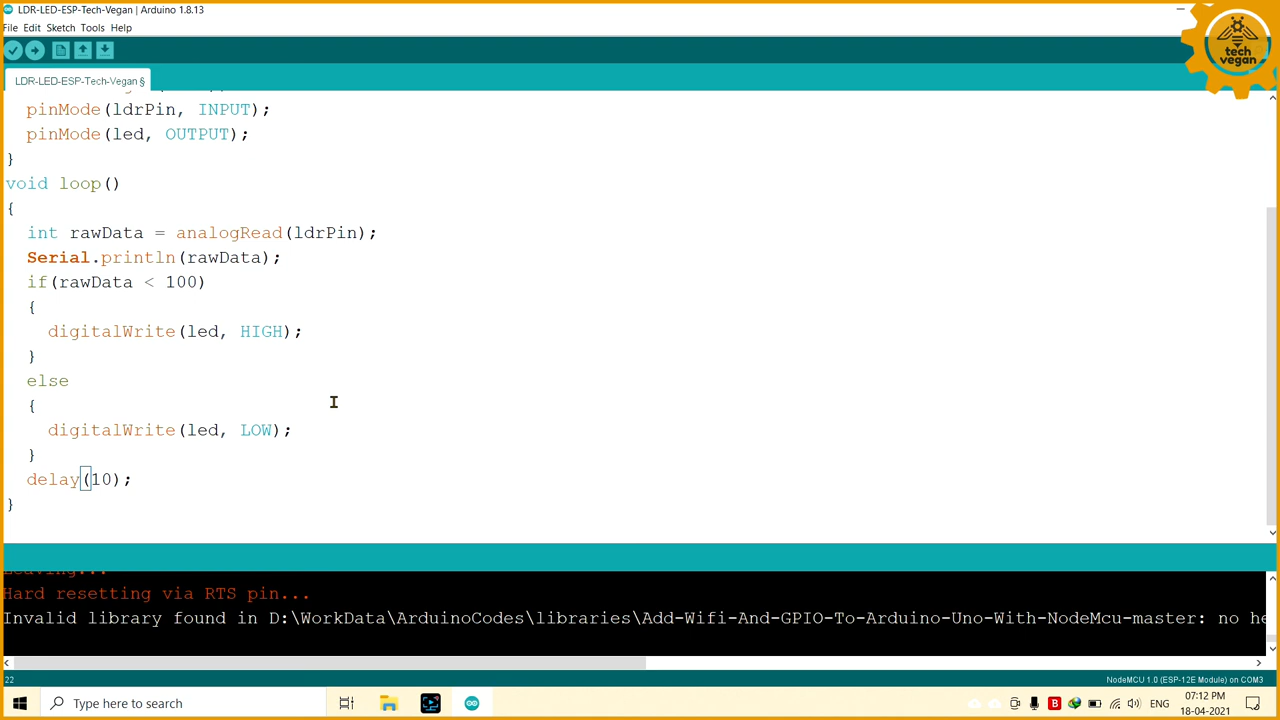 LDR-LED-ESP-Tech-Vegan | Arduino 1.8.13
File Edit Sketch Tools Help
tech
vegan
LDR-LED-ESP-Tech-Vegan §
pinMode(ldrPin, INPUT);
pinMode(led, OUTPUT);
}
void loop()
{
int rawData = analogRead(ldrPin);
Serial.println(rawData);
if(rawData < 100)
{
digitalWrite(led, HIGH);
}
else
{
digitalWrite(led, LOW);
}
delay(10);
}
Leaving...
Hard resetting via RTS pin...
Invalid library found in D:\WorkData\ArduinoCodes\libraries\Add-Wifi-And-GPIO-To-Arduino-Uno-With-NodeMcu-master: no he
22
NodeMCU 1.0 (ESP-12E Module) on COM3
Type here to search
B
ENG
07:12 PM
18-04-2021